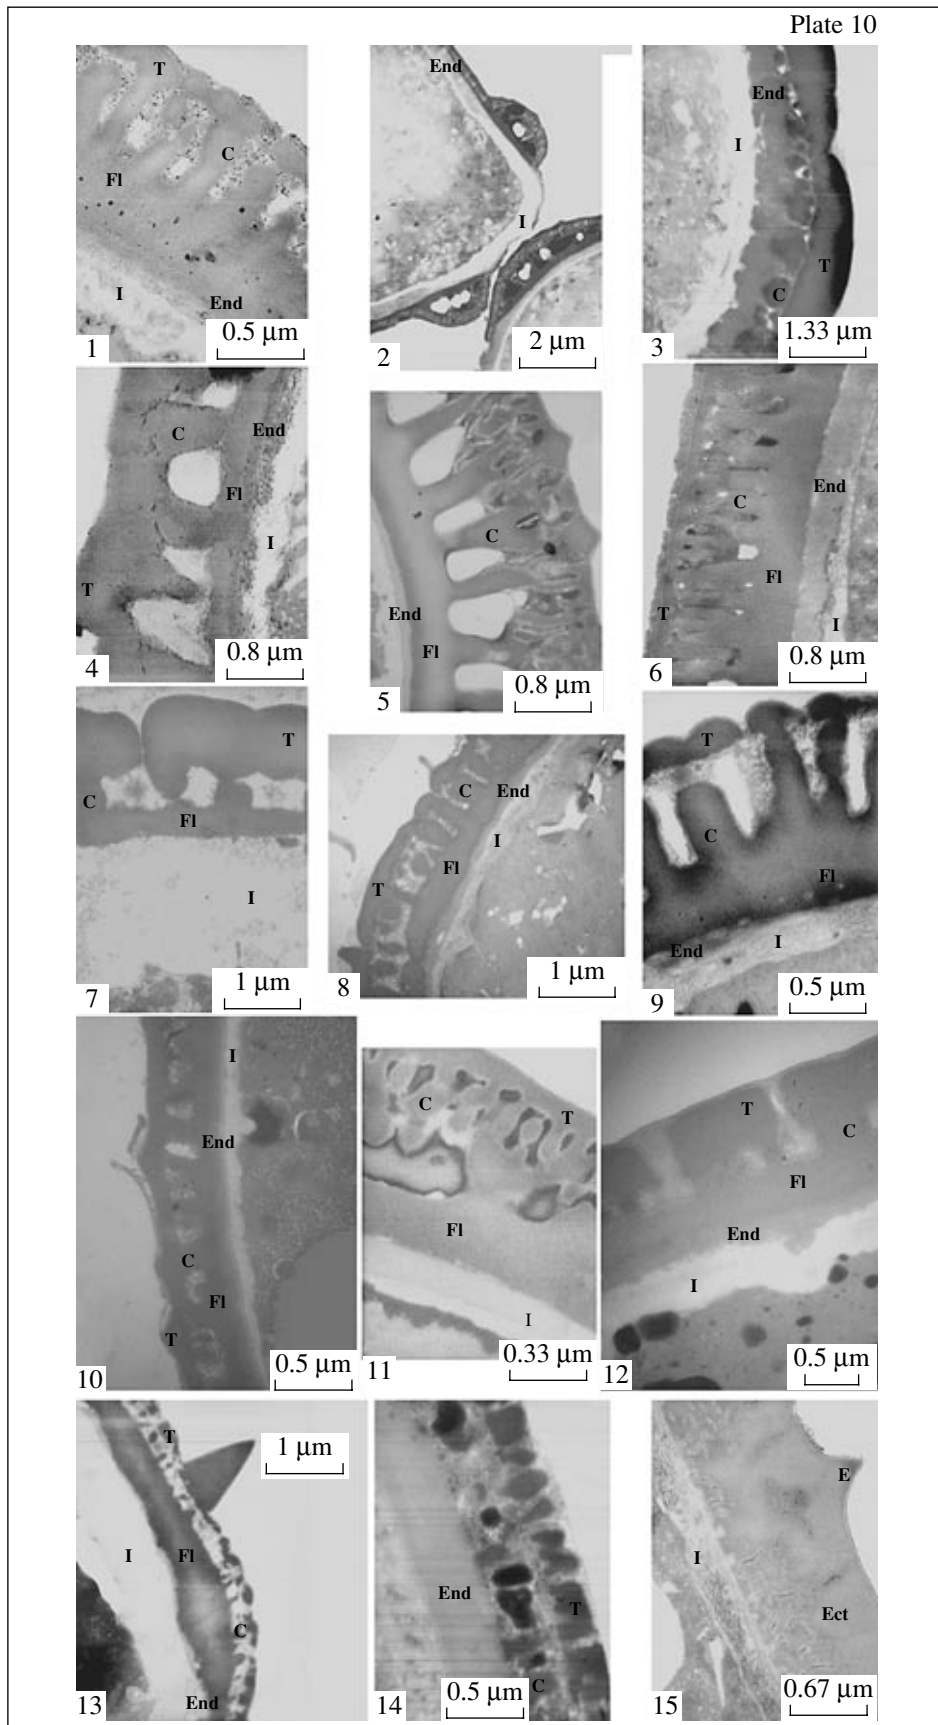 Plate 10
T
C
Fl
I
End
0.5 µm
1
End
I
2 µm
2
End
I
T
C
1.33 µm
3
C
End
Fl
I
T
0.8 µm
4
C
End
Fl
0.8 µm
5
End
C
Fl
T
I
0.8 µm
6
T
C
Fl
I
1 µm
7
C
End
I
Fl
T
1 µm
8
T
C
Fl
End
I
0.5 µm
9
I
End
C
Fl
T
0.5 µm
10
C
T
Fl
I
0.33 µm
11
T
C
Fl
End
I
0.5 µm
12
T
1 µm
I
Fl
C
End
13
End
T
C
0.5 µm
14
E
I
Ect
0.67 µm
15